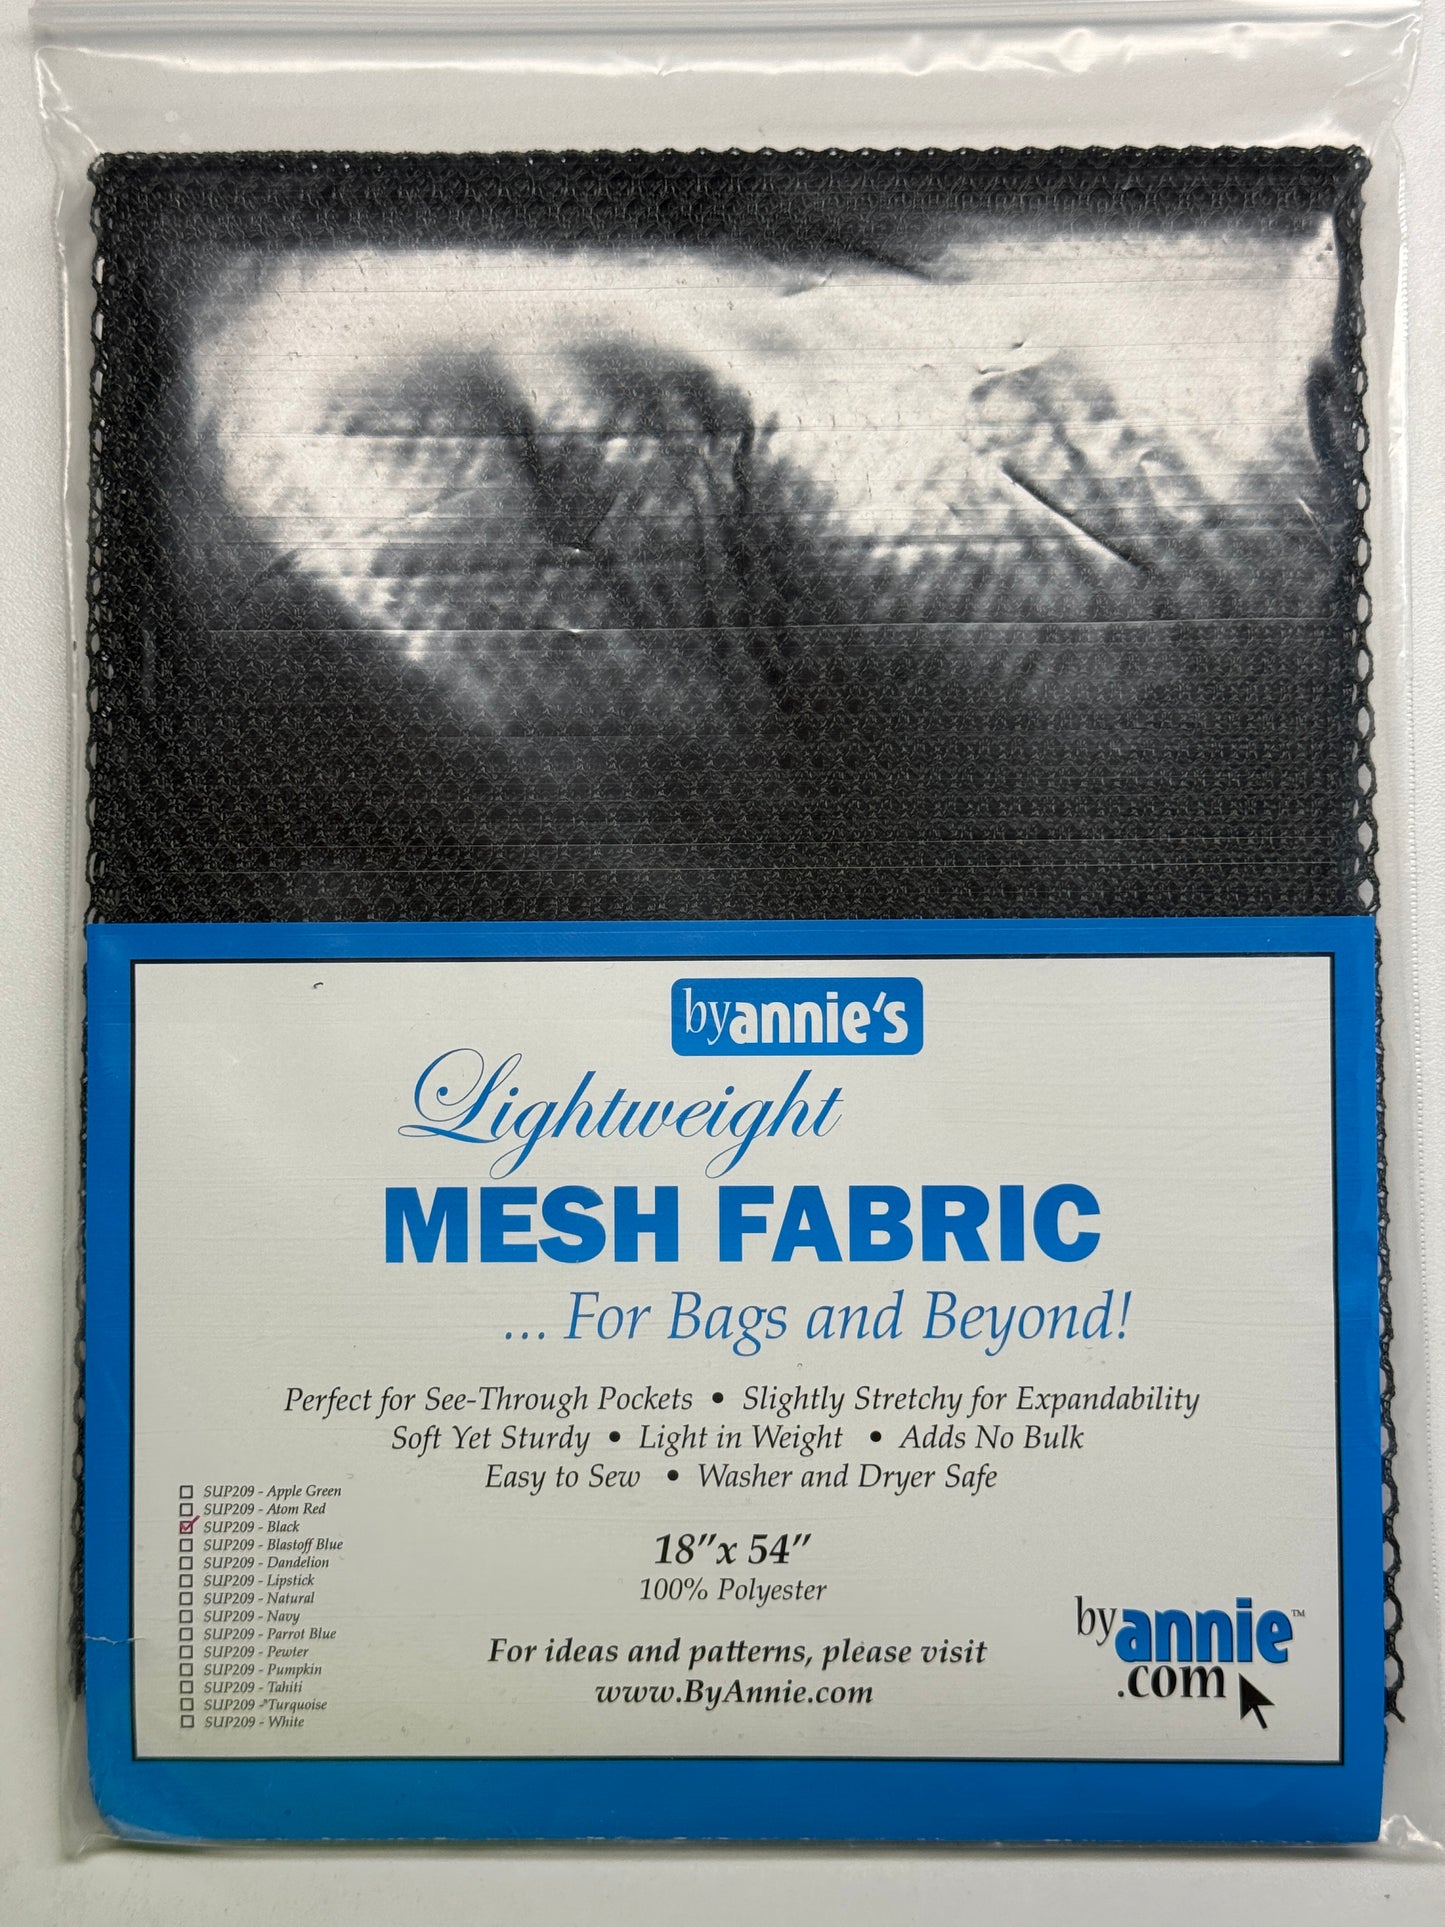 byannie's
Lightweight
MESH FABRIC
... For Bags and Beyond!
Perfect for See-Through Pockets • Slightly Stretchy for Expandability
Soft Yet Sturdy • Light in Weight • Adds No Bulk
Easy to Sew • Washer and Dryer Safe
SUP209 - Apple Green
SUP209 - Atom Red
SUP209 - Black
SUP209 - Blastoff Blue
SUP209 - Dandelion
SUP209 - Lipstick
SUP209 - Natural
SUP209 - Navy
SUP209 - Parrot Blue
SUP209 - Pewter
SUP209 - Pumpkin
SUP209 - Tahiti
SUP209 - Turquoise
SUP209 - White
18"x 54"
100% Polyester
For ideas and patterns, please visit
www.ByAnnie.com
byannie™
.com